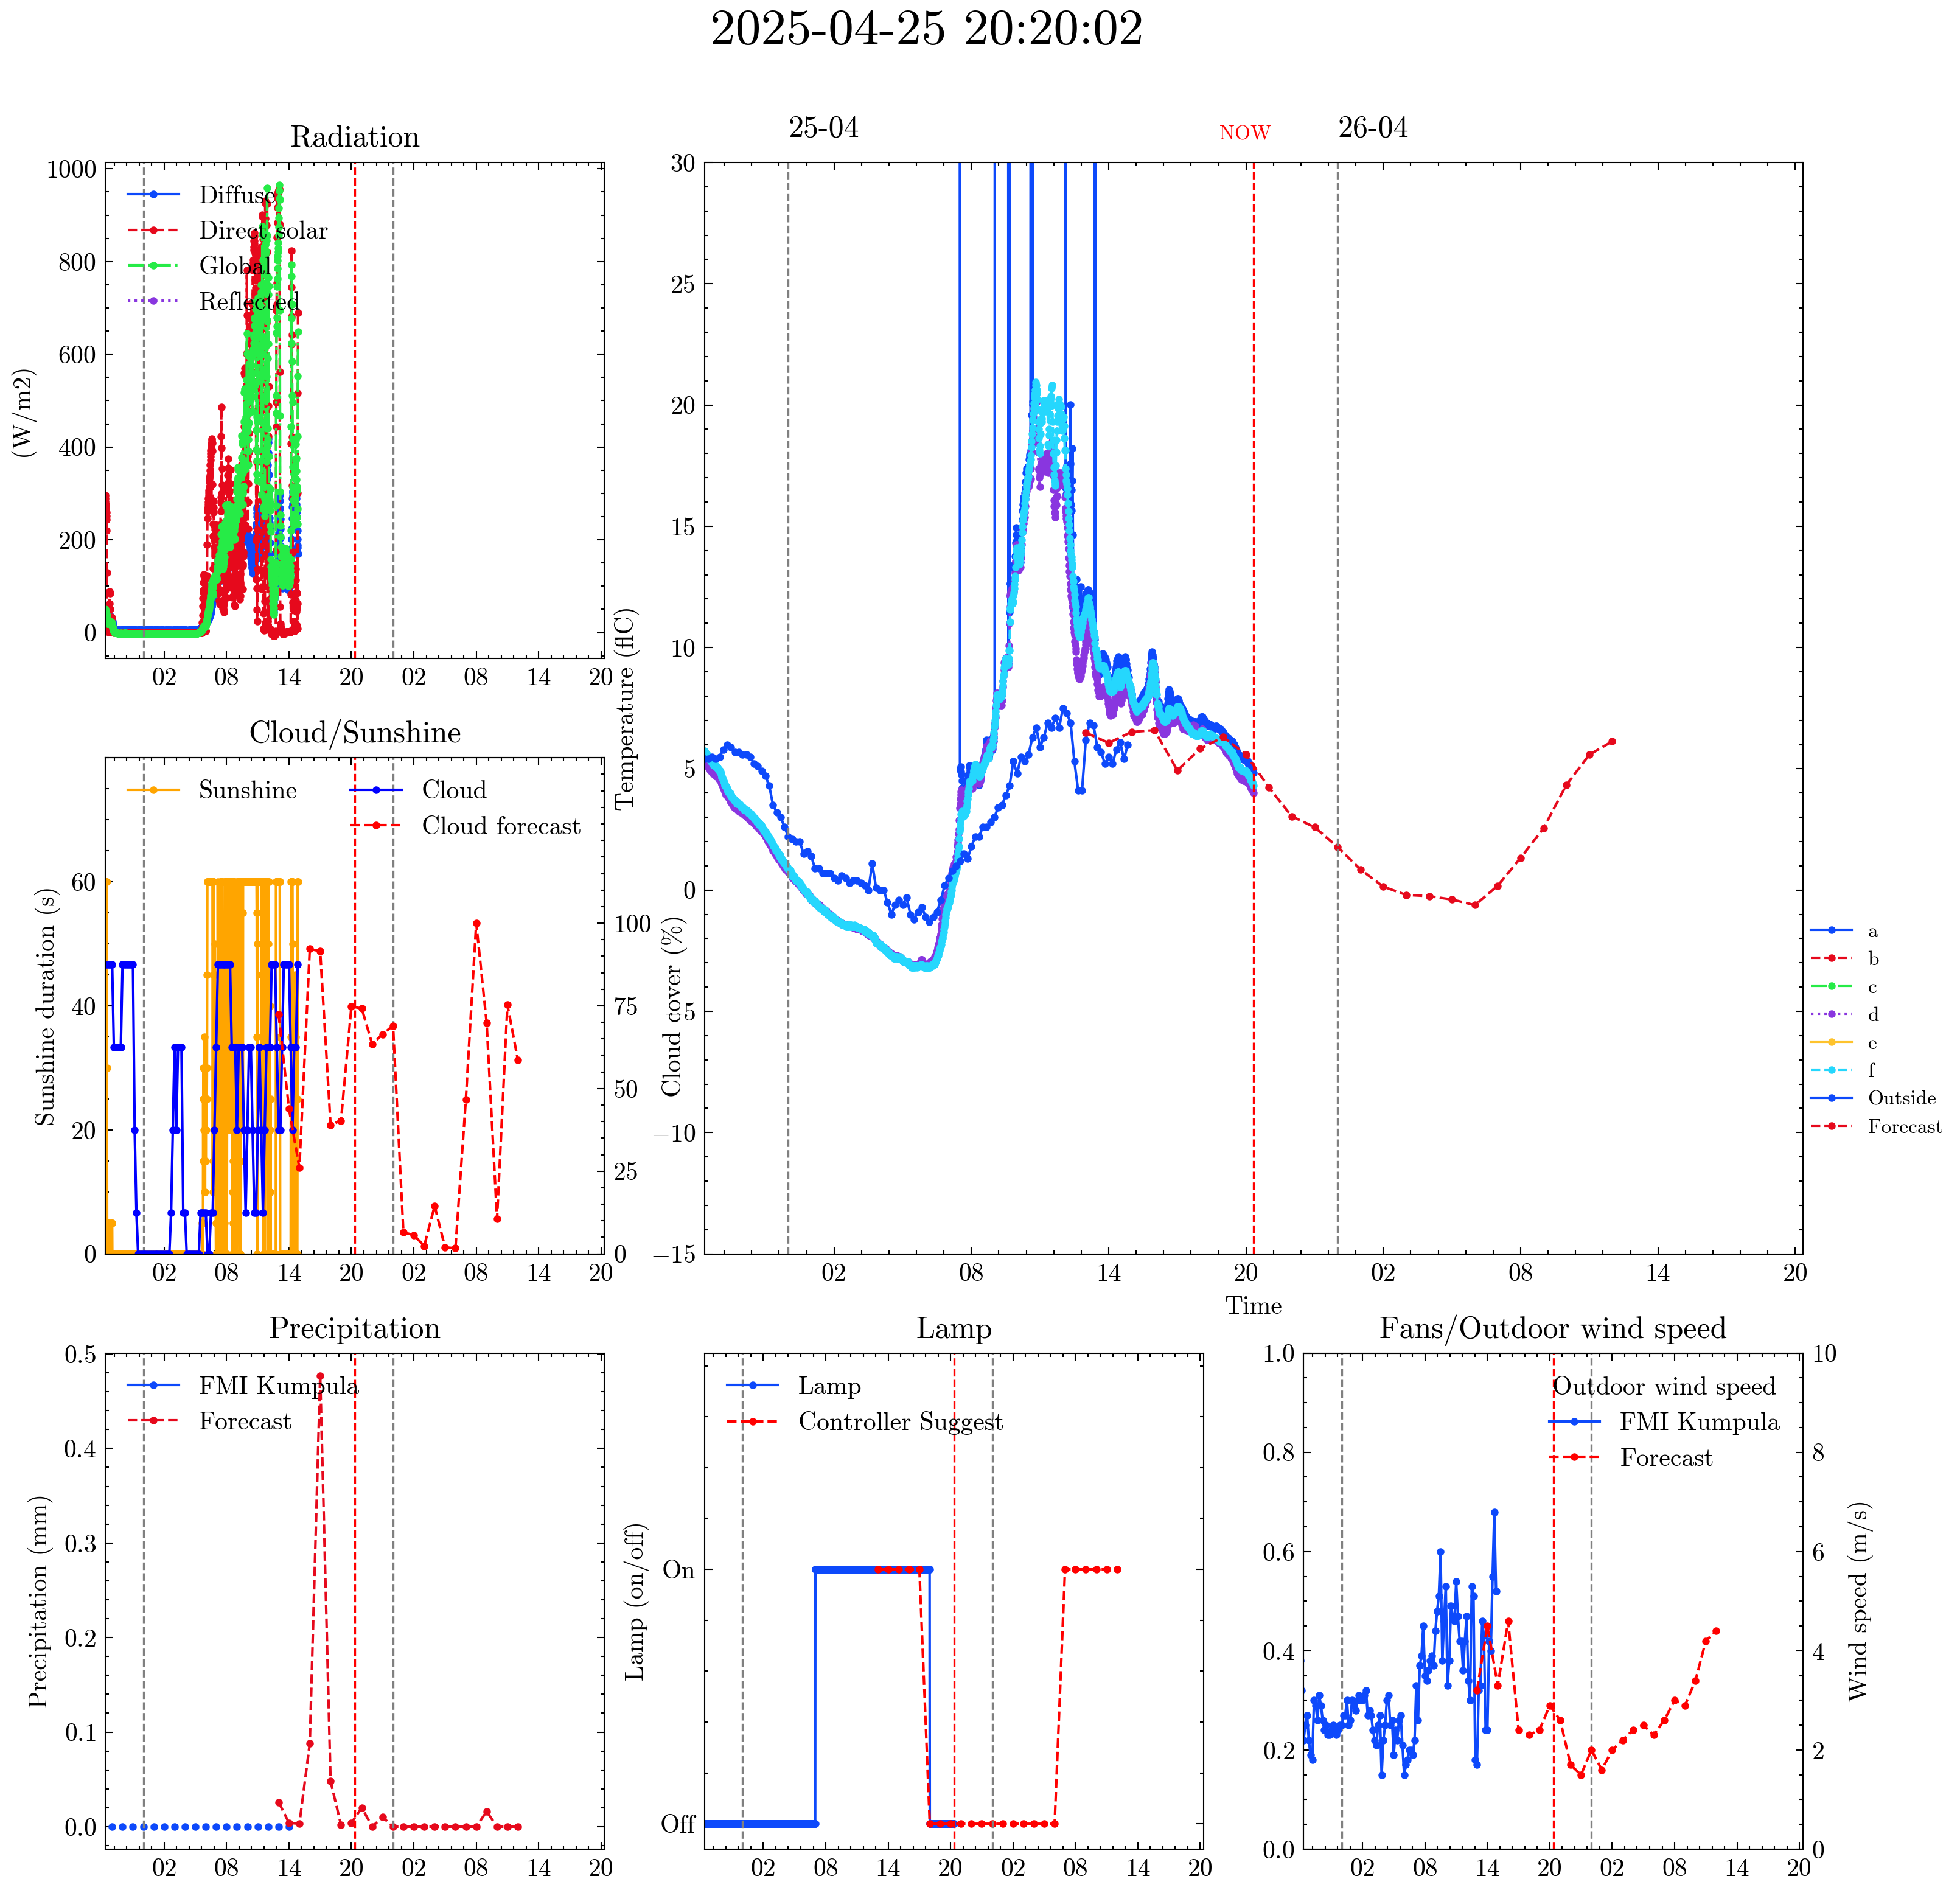 2025-04-25 20:20:02
25-04
NOW
26-04
Radiation
1000
800
600
400
200
0
(W/m2)
Diffuse
Direct solar
Global
Reflected
02 08 14 20 02 08 14 20
30
25
20
15
10
5
0
−5
−10
−15
Temperature (flC)
02 08 14 20 02 08 14 20
Time
a
b
c
d
e
f
Outside
Forecast
Cloud/Sunshine
Sunshine
Cloud
Cloud forecast
60
40
20
0
Sunshine duration (s)
100
75
50
25
0
Cloud cover (%)
02 08 14 20 02 08 14 20
Precipitation
FMI Kumpula
Forecast
0.5
0.4
0.3
0.2
0.1
0.0
Precipitation (mm)
02 08 14 20 02 08 14 20
Lamp
Lamp
Controller Suggest
On
Off
Lamp (on/off)
02 08 14 20 02 08 14 20
Fans/Outdoor wind speed
Outdoor wind speed
FMI Kumpula
Forecast
1.0
0.8
0.6
0.4
0.2
0.0
10
8
6
4
2
0
Wind speed (m/s)
02 08 14 20 02 08 14 20